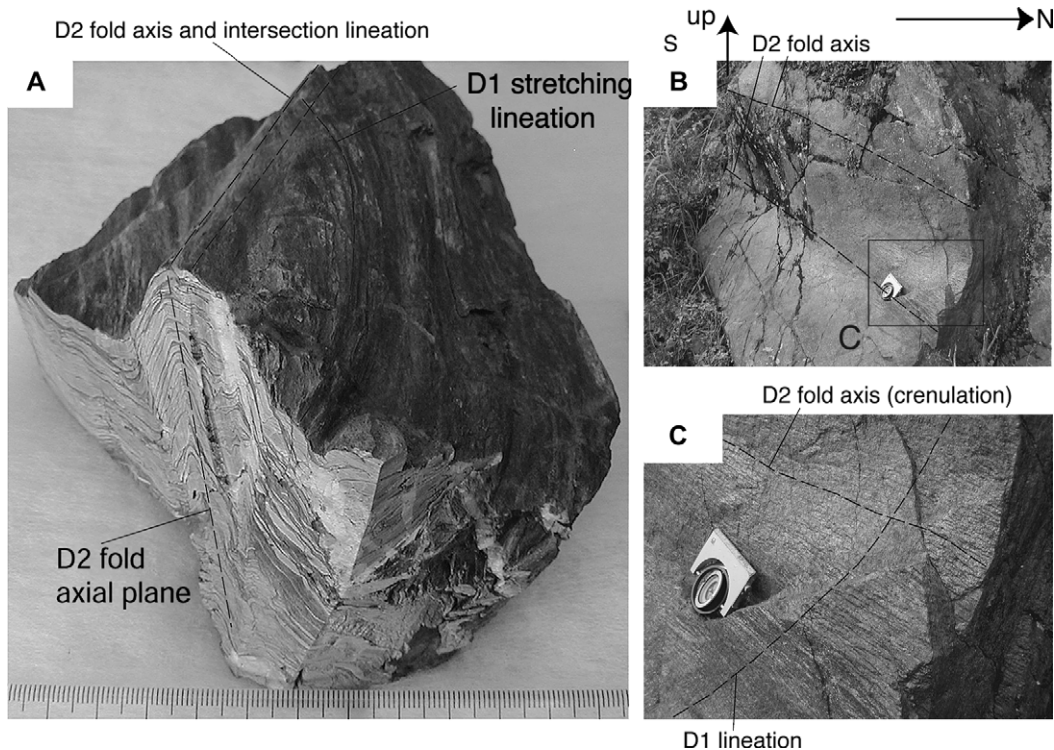 D2 fold axis and intersection lineation
A
D1 stretching
lineation
D2 fold
axial plane
up
N
S
D2 fold axis
B
C
D2 fold axis (crenulation)
C
D1 lineation